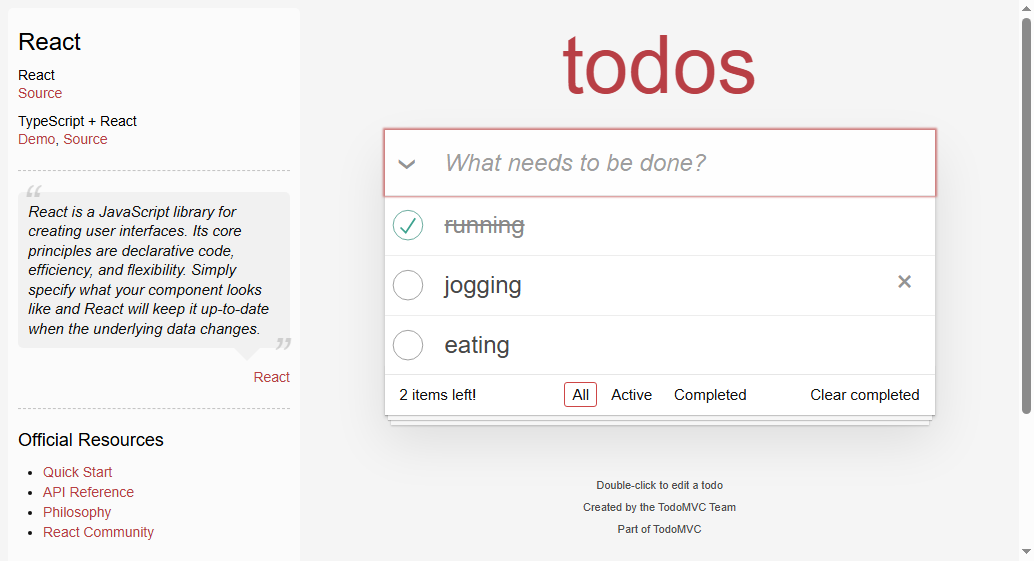 React
React
Source
TypeScript + React
Demo, Source
“
React is a JavaScript library for
creating user interfaces. Its core
principles are declarative code,
efficiency, and flexibility. Simply
specify what your component looks
like and React will keep it up-to-date
when the underlying data changes.
”
React
Official Resources
Quick Start
API Reference
Philosophy
React Community
todos
What needs to be done?
running
jogging
eating
2 items left!
All
Active
Completed
Clear completed
Double-click to edit a todo
Created by the TodoMVC Team
Part of TodoMVC